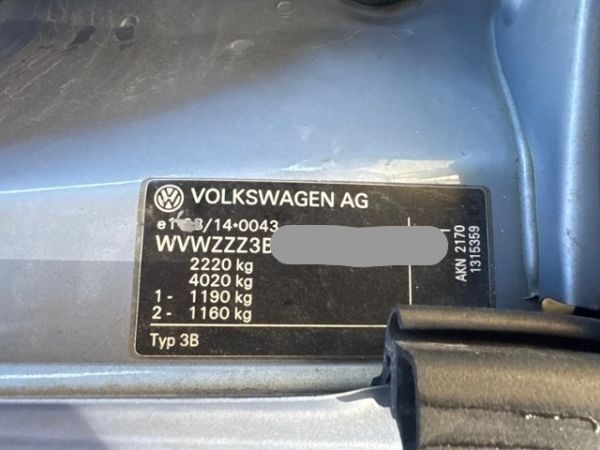 VOLKSWAGEN AG
WVWZZZ3B
2220 kg
4020 kg
1 - 1190 kg
2 - 1160 kg
Typ 3B
AKN 2170
1315359